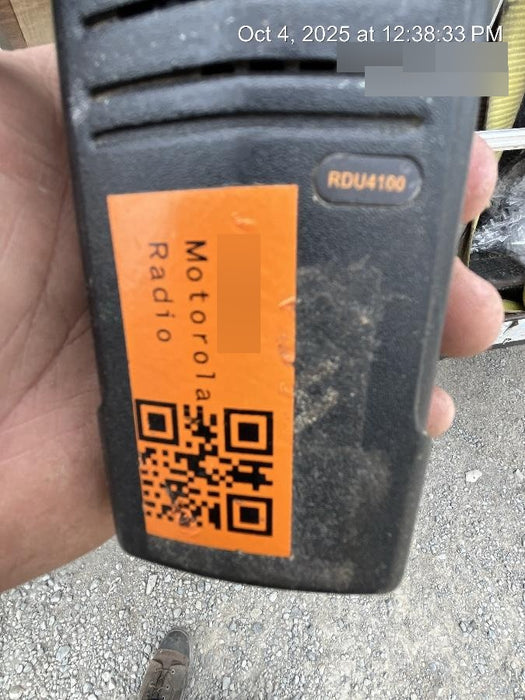 Oct 4, 2025 at 12:38:33 PM
RDU4100
Motorola
Radio